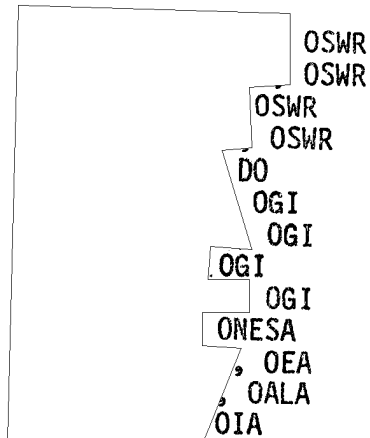 OSWR
OSWR
OSWR
, OSWR
DO
OGI
OGI
.OGI
OGI
ONESA
, OEA
, OALA
OIA